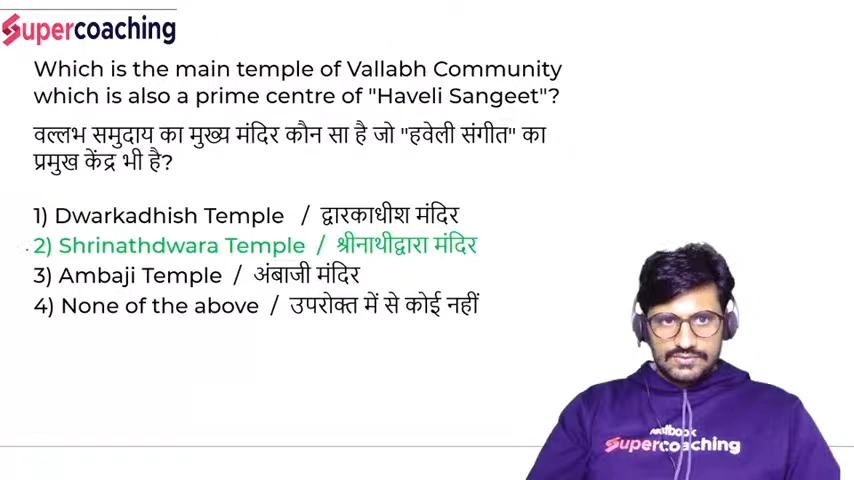 Supercoaching
Which is the main temple of Vallabh Community
which is also a prime centre of "Haveli Sangeet"?
वल्लभ समुदाय का मुख्य मंदिर कौन सा है जो "हवेली संगीत" का
प्रमुख केंद्र भी है?
1) Dwarkadhish Temple / द्वारकाधीश मंदिर
2) Shrinathdwara Temple / श्रीनाथीद्वारा मंदिर
3) Ambaji Temple / अंबाजी मंदिर
4) None of the above / उपरोक्त में से कोई नहीं
testbook
Supercoaching